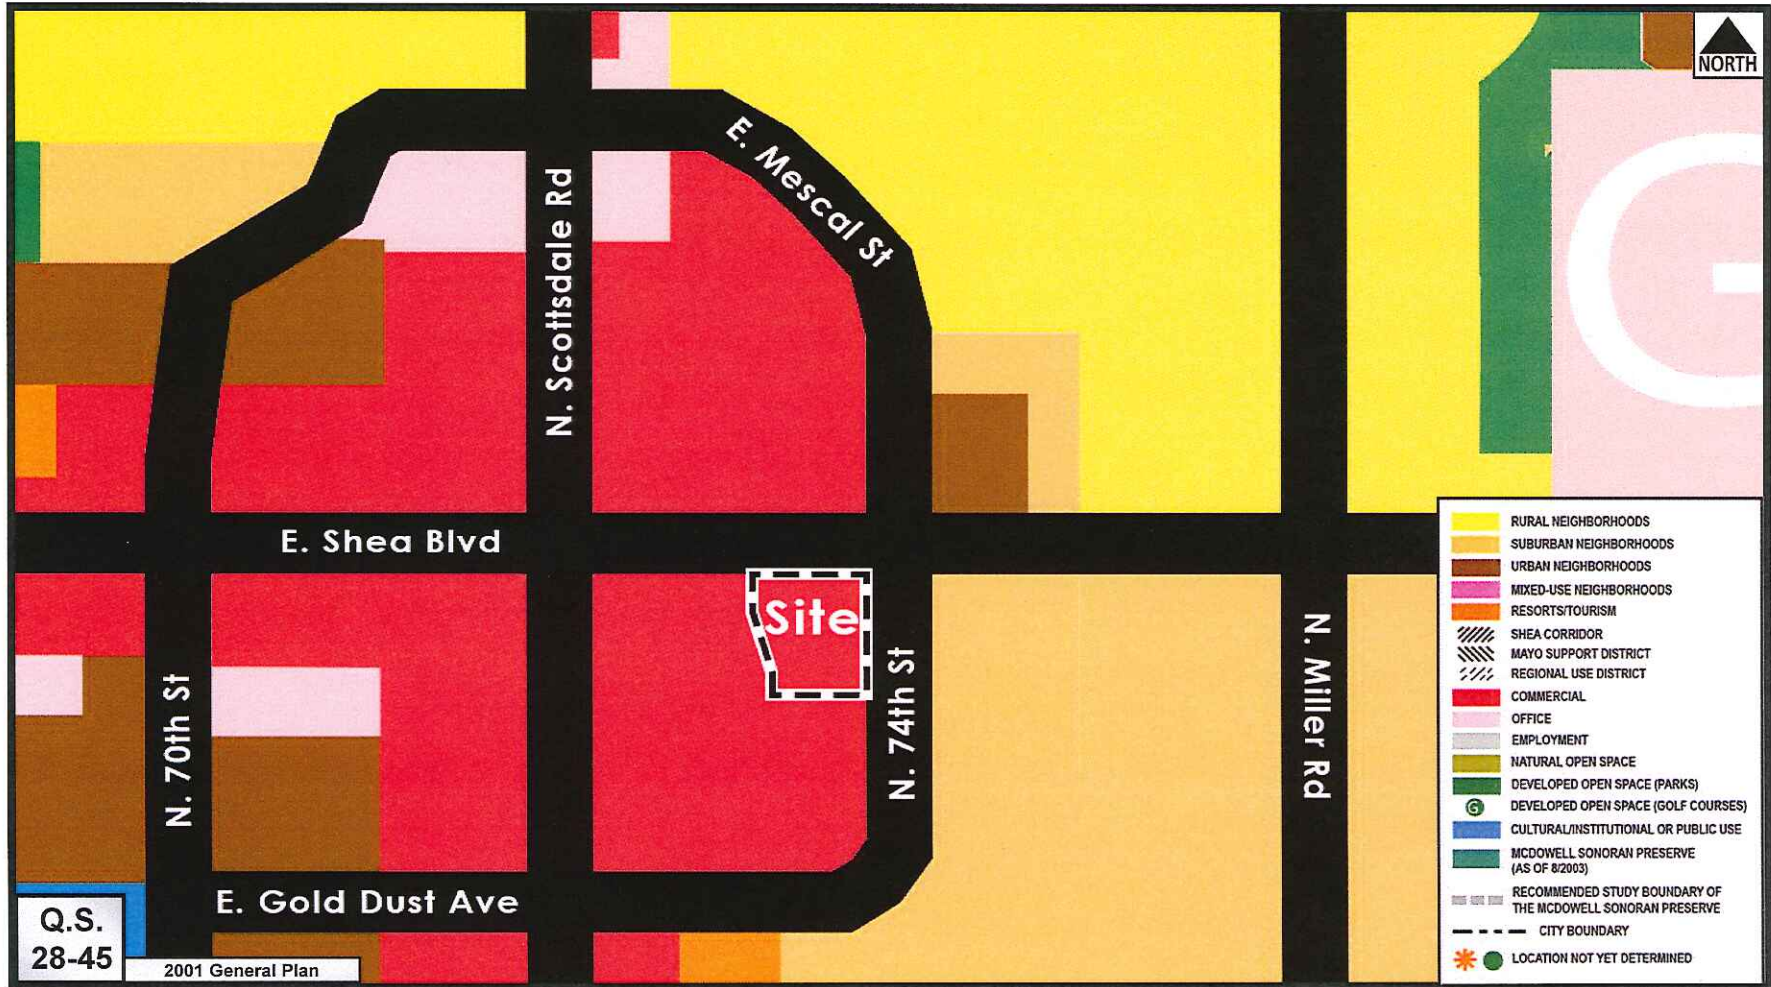 NORTH
E. Mescal St
N. Scottsdale Rd
G
E. Shea Blvd
Site
N. 70th St
N. 74th St
N. Miller Rd
E. Gold Dust Ave
Q.S.
28-45
2001 General Plan
RURAL NEIGHBORHOODS
SUBURBAN NEIGHBORHOODS
URBAN NEIGHBORHOODS
MIXED-USE NEIGHBORHOODS
RESORTS/TOURISM
SHEA CORRIDOR
MAYO SUPPORT DISTRICT
REGIONAL USE DISTRICT
COMMERCIAL
OFFICE
EMPLOYMENT
NATURAL OPEN SPACE
DEVELOPED OPEN SPACE (PARKS)
G DEVELOPED OPEN SPACE (GOLF COURSES)
CULTURAL/INSTITUTIONAL OR PUBLIC USE
MCDOWELL SONORAN PRESERVE
(AS OF 8/2003)
RECOMMENDED STUDY BOUNDARY OF
THE MCDOWELL SONORAN PRESERVE
CITY BOUNDARY
LOCATION NOT YET DETERMINED